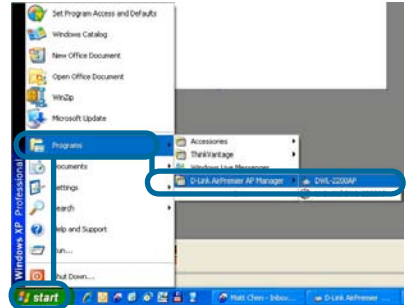 Set Program Access and Defaults
Windows Catalog
New Office Document
Open Office Document
WinZip
Microsoft Update
Programs
Documents
Settings
Search
Help and Support
Run...
Shut Down...
Windows XP Professional
Accessories
ThinkVantage
Windows Live Messenger
D-Link AirPremier AP Manager
DWL-2200AP
start
Matt Chen - Inbox...
D-Link AirPremier ...